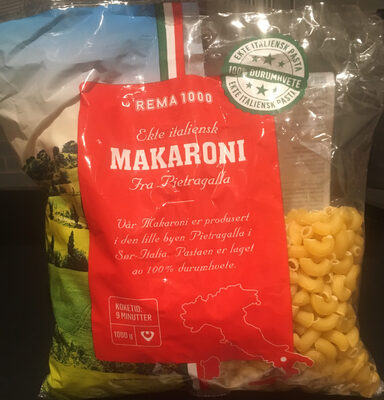 REMA 1000
EKTE ITALIENSK PASTA
100% DURUMHVETE
EKTE ITALIENSK PASTA
Ekte italiensk
MAKARONI
Fra Pietragalla
Vår Makaroni er produsert
i den lille byen Pietragalla i
Sør-Italia. Pastaen er laget
av 100% durumhvete.
KOKETID:
9 MINUTTER
1000 g